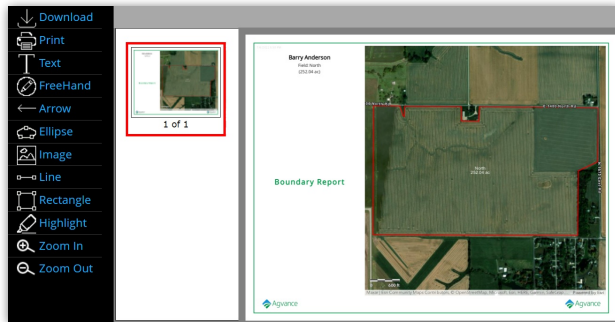 Download
Print
Text
FreeHand
Arrow
Ellipse
Image
Line
Rectangle
Highlight
Zoom In
Zoom Out
1 of 1
Barry Anderson
Field North
(252.04 ac)
Boundary Report
North
252.04 ac
Agvance
Agvance